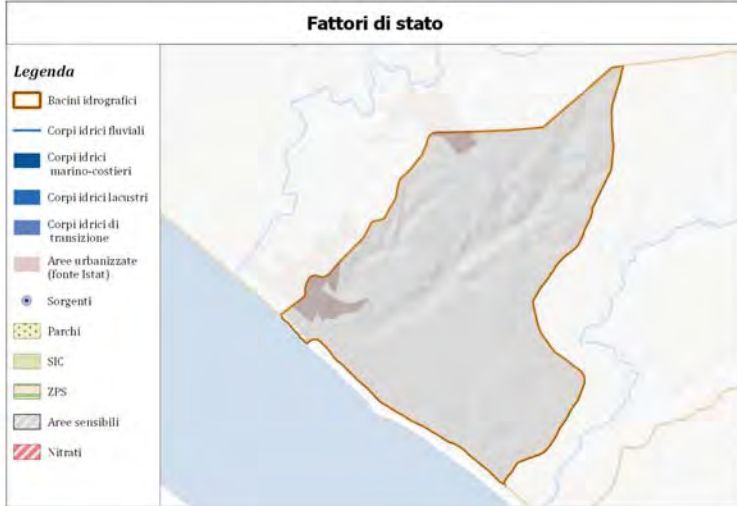 Fattori di stato
Legenda
Bacini idrografici
Corpi idrici fluviali
Corpi idrici
marino-costieri
Corpi idrici lacustri
Corpi idrici di
transizione
Aree urbanizzate
(fonte Istat)
Sorgenti
Parchi
SIC
ZPS
Aree sensibili
Nitrati